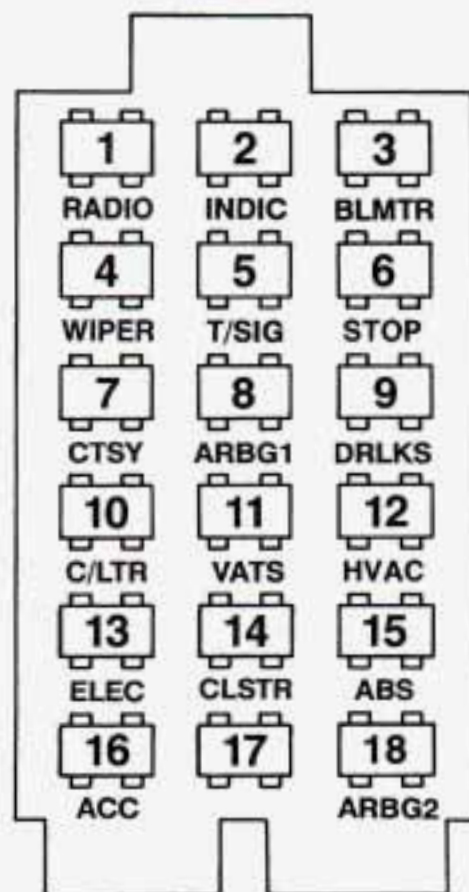 1 2 3
RADIO INDIC BLMTR
4 5 6
WIPER T/SIG STOP
7 8 9
CTSY ARBG1 DRLKS
10 11 12
C/LTR VATS HVAC
13 14 15
ELEC CLSTR ABS
16 17 18
ACC ARBG2